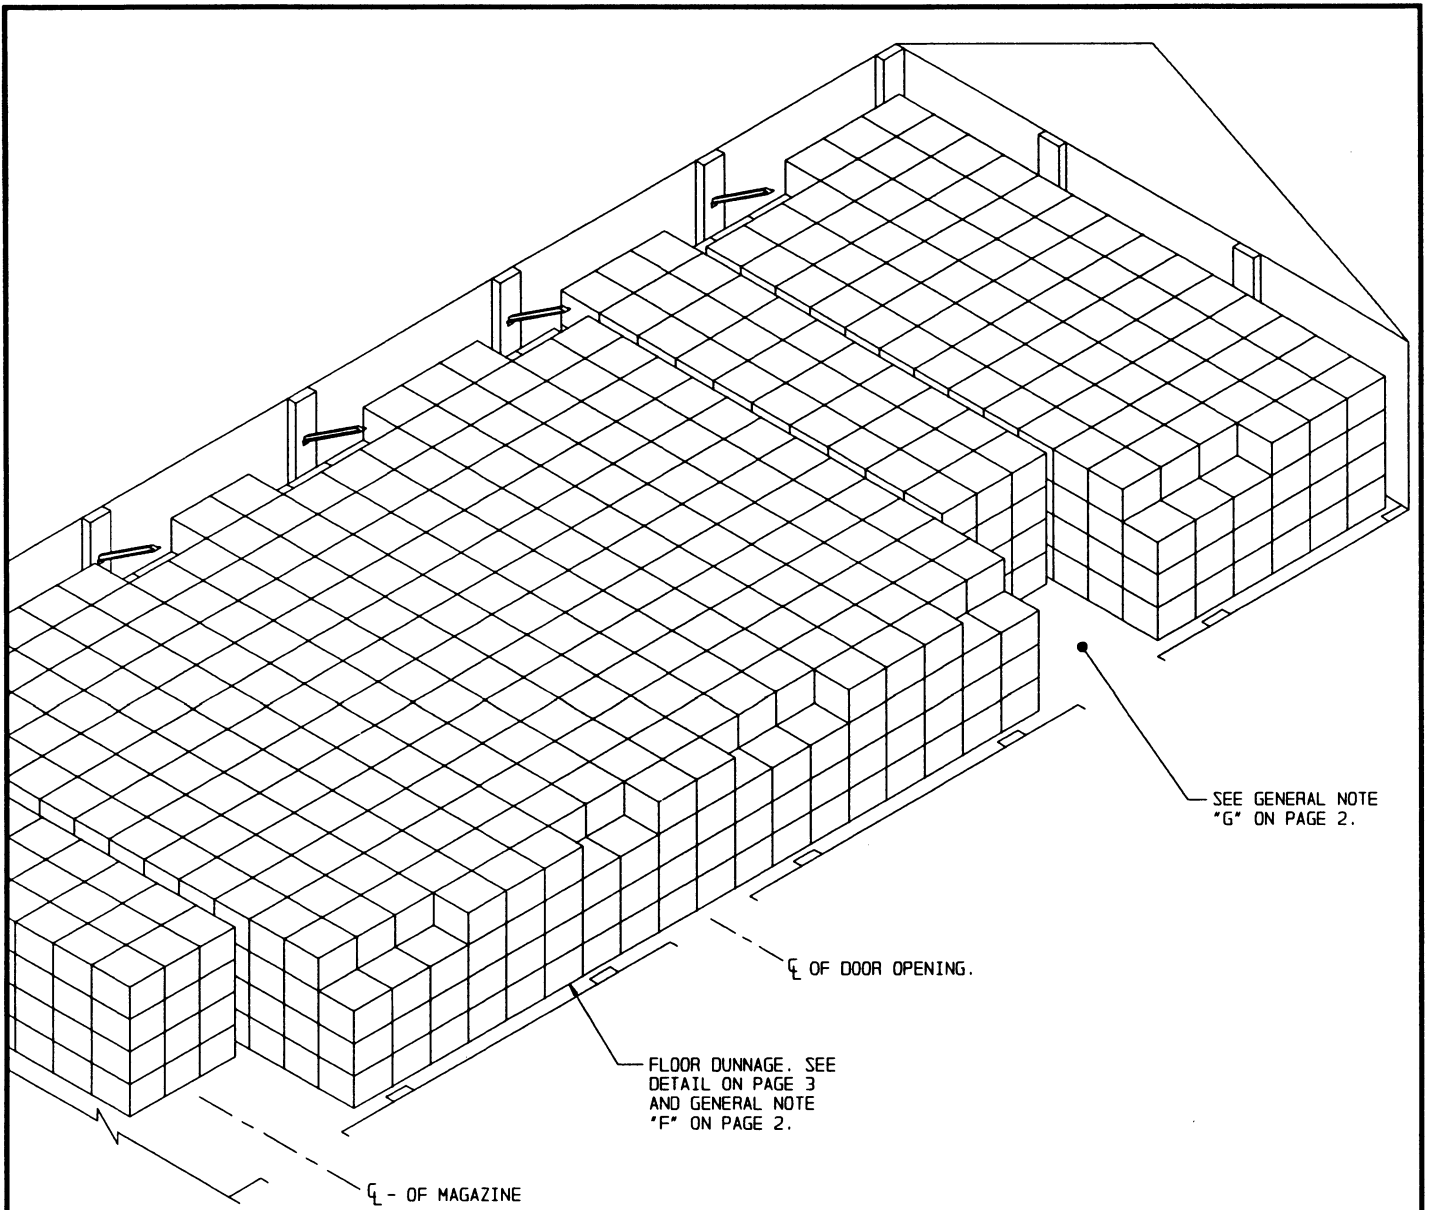 SEE GENERAL NOTE
"G" ON PAGE 2.
℄ OF DOOR OPENING.
FLOOR DUNNAGE. SEE
DETAIL ON PAGE 3
AND GENERAL NOTE
"F" ON PAGE 2.
℄ - OF MAGAZINE